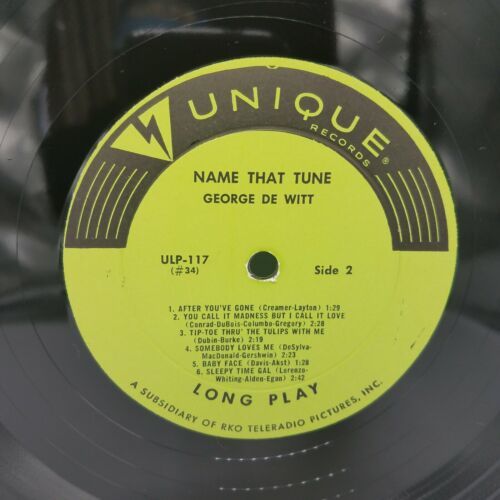 UNIQUE
RECORDS
®
NAME THAT TUNE
GEORGE DE WITT
ULP-117
(#34)
Side 2
1. AFTER YOU'VE GONE (Creamer-Layton) 1:29
2. YOU CALL IT MADNESS BUT I CALL IT LOVE
(Conrad-DuBois-Columbo-Gregory) 2:28
3. TIP-TOE THRU' THE TULIPS WITH ME
(Dubin-Burke) 2:19
4. SOMEBODY LOVES ME (DeSylva-
MacDonald-Gershwin) 2:23
5. BABY FACE (Davis-Akst) 1:28
6. SLEEPY TIME GAL (Lorenzo-
Whiting-Alden-Egan) 2:42
LONG PLAY
A SUBSIDIARY OF RKO TELERADIO PICTURES, INC.